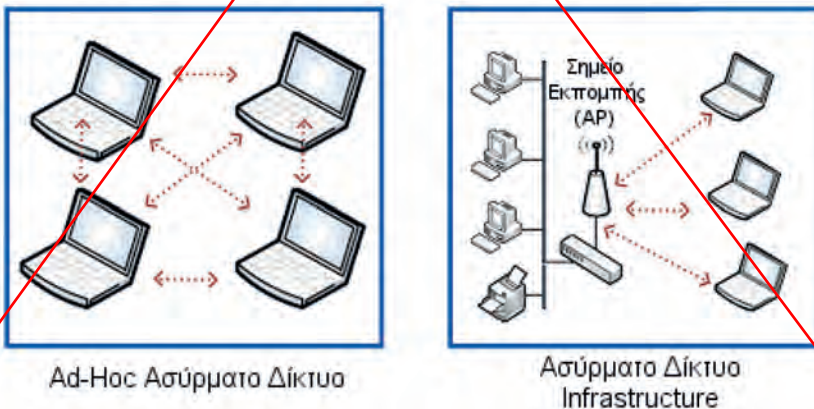 Σημείο
Εκπομπής
(AP)
Ad-Hoc Ασύρματο Δίκτυο
Ασύρματο Δίκτυο
Infrastructure